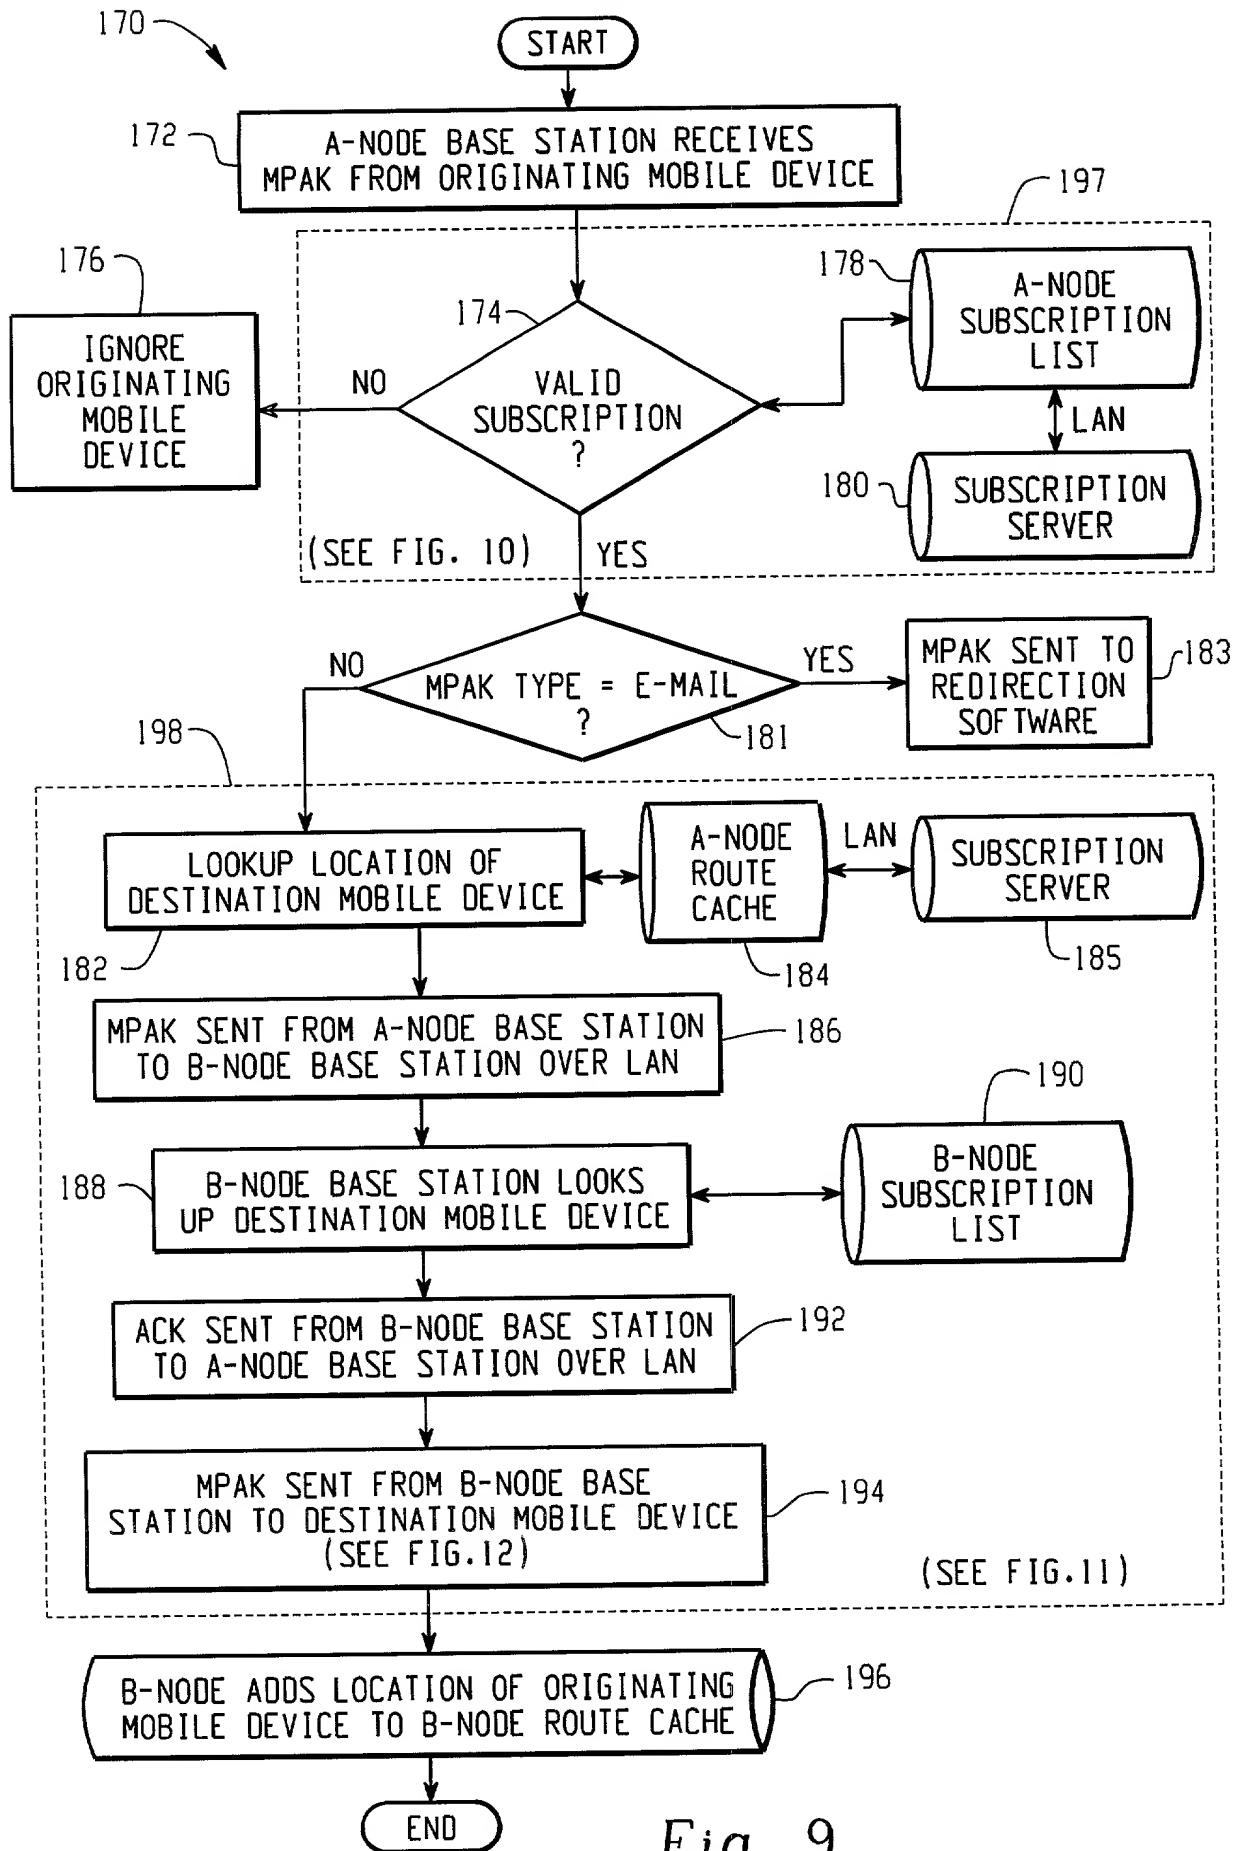 170
START
172
A-NODE BASE STATION RECEIVES
MPAK FROM ORIGINATING MOBILE DEVICE
197
176
IGNORE
ORIGINATING
MOBILE
DEVICE
NO
174
VALID
SUBSCRIPTION
?
178
A-NODE
SUBSCRIPTION
LIST
LAN
180
SUBSCRIPTION
SERVER
(SEE FIG. 10)
YES
NO
MPAK TYPE = E-MAIL
?
181
YES
MPAK SENT TO
REDIRECTION
SOFTWARE
183
198
LOOKUP LOCATION OF
DESTINATION MOBILE DEVICE
182
A-NODE
ROUTE
CACHE
184
LAN
SUBSCRIPTION
SERVER
185
MPAK SENT FROM A-NODE BASE STATION
TO B-NODE BASE STATION OVER LAN
186
188
B-NODE BASE STATION LOOKS
UP DESTINATION MOBILE DEVICE
190
B-NODE
SUBSCRIPTION
LIST
ACK SENT FROM B-NODE BASE STATION
TO A-NODE BASE STATION OVER LAN
192
MPAK SENT FROM B-NODE BASE
STATION TO DESTINATION MOBILE DEVICE
(SEE FIG.12)
194
(SEE FIG.11)
B-NODE ADDS LOCATION OF ORIGINATING
MOBILE DEVICE TO B-NODE ROUTE CACHE
196
END
Fig. 9